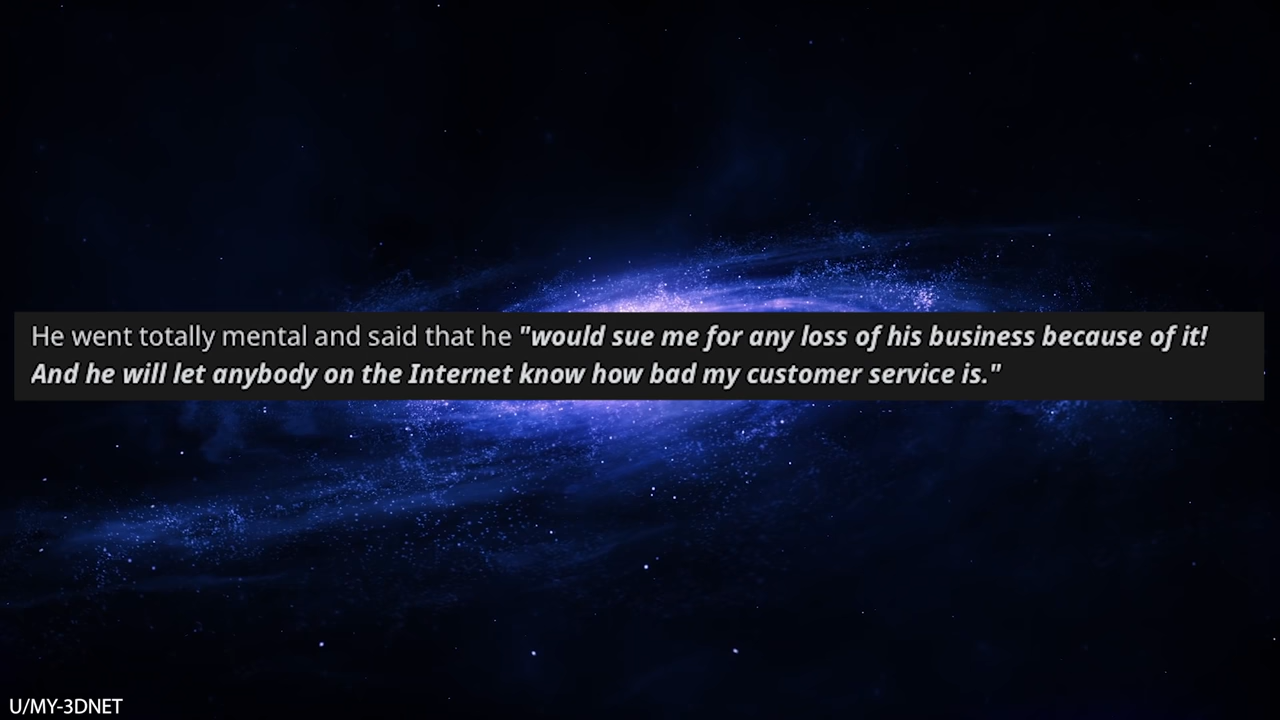 He went totally mental and said that he "would sue me for any loss of his business because of it!
And he will let anybody on the Internet know how bad my customer service is."
U/MY-3DNET